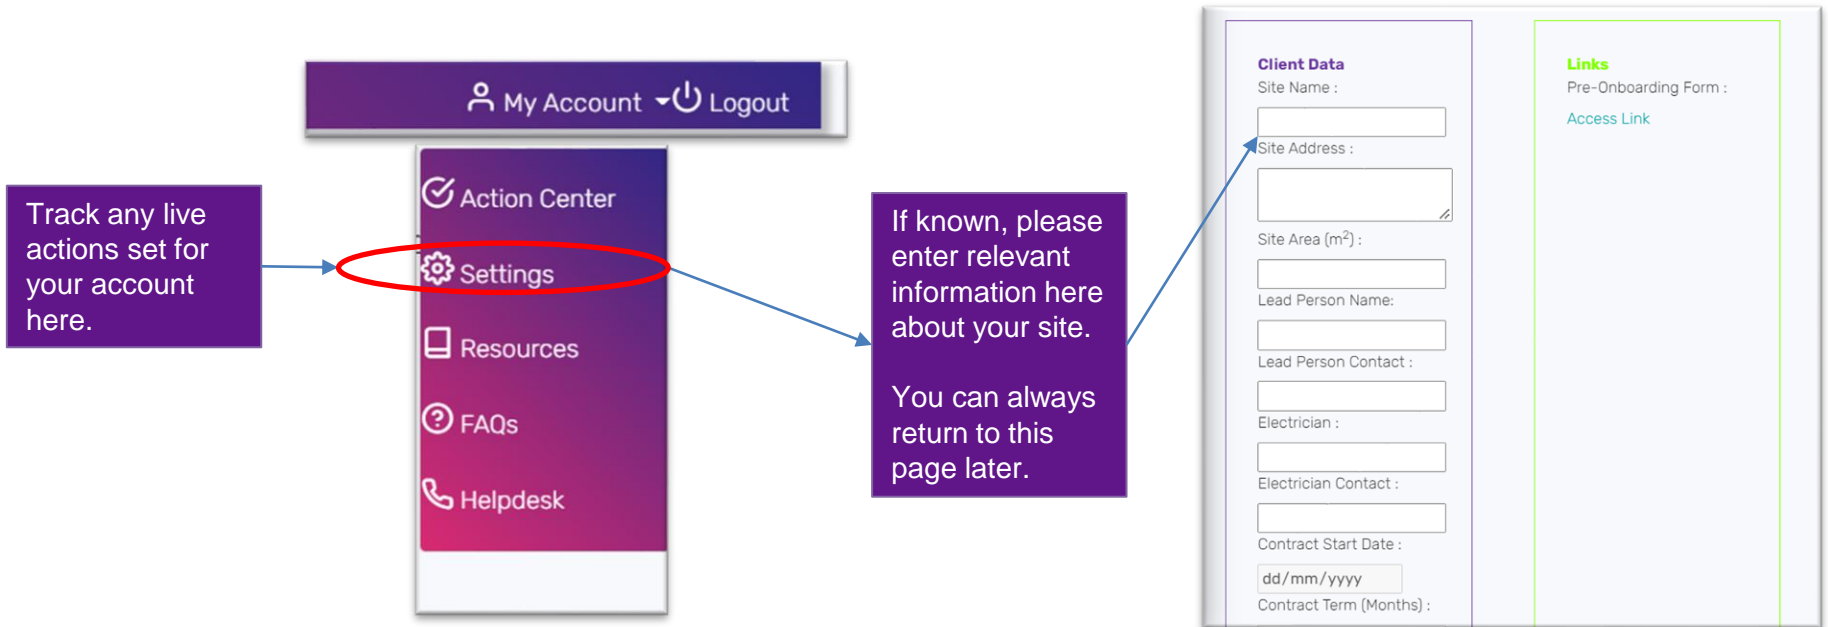 My Account
Logout
Action Center
Settings
Resources
FAQs
Helpdesk
Track any live
actions set for
your account
here.
If known, please
enter relevant
information here
about your site.
You can always
return to this
page later.
Client Data
Site Name :
Site Address :
Site Area (m²) :
Lead Person Name:
Lead Person Contact :
Electrician :
Electrician Contact :
Contract Start Date :
dd/mm/yyyy
Contract Term (Months) :
Links
Pre-Onboarding Form :
Access Link